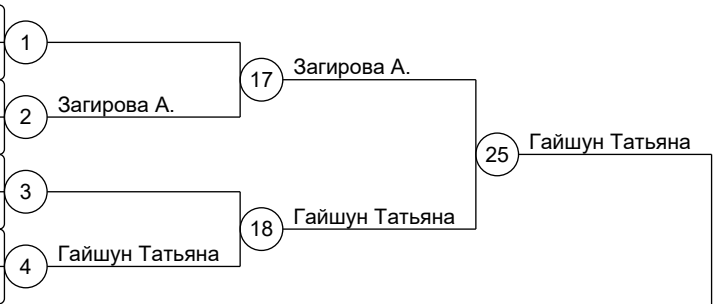 1
17 Загирова А.
2 Загирова А.
25 Гайшун Татьяна
3
18 Гайшун Татьяна
4 Гайшун Татьяна